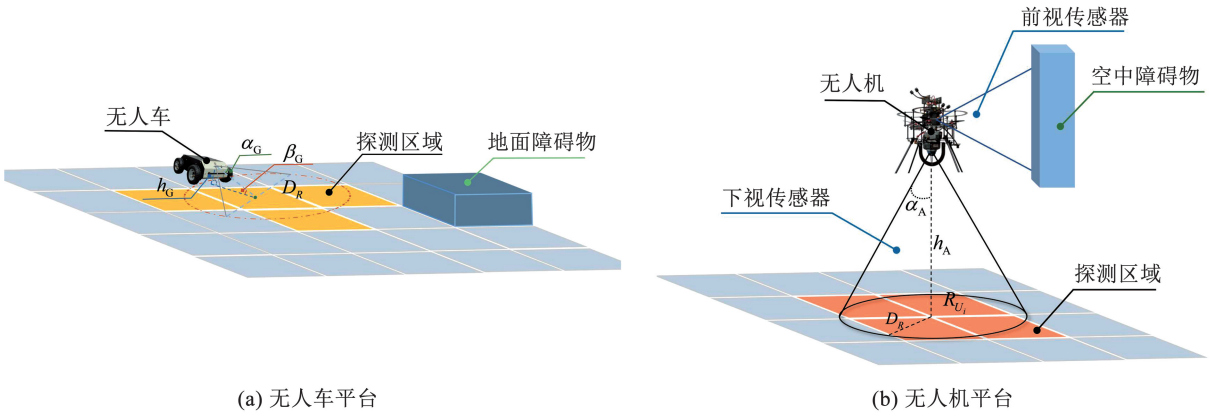 无人车
α_G
β_G
探测区域
地面障碍物
h_G
D_R
(a) 无人车平台
前视传感器
无人机
空中障碍物
下视传感器
α_A
h_A
探测区域
R_{U_i}
D_R
(b) 无人机平台